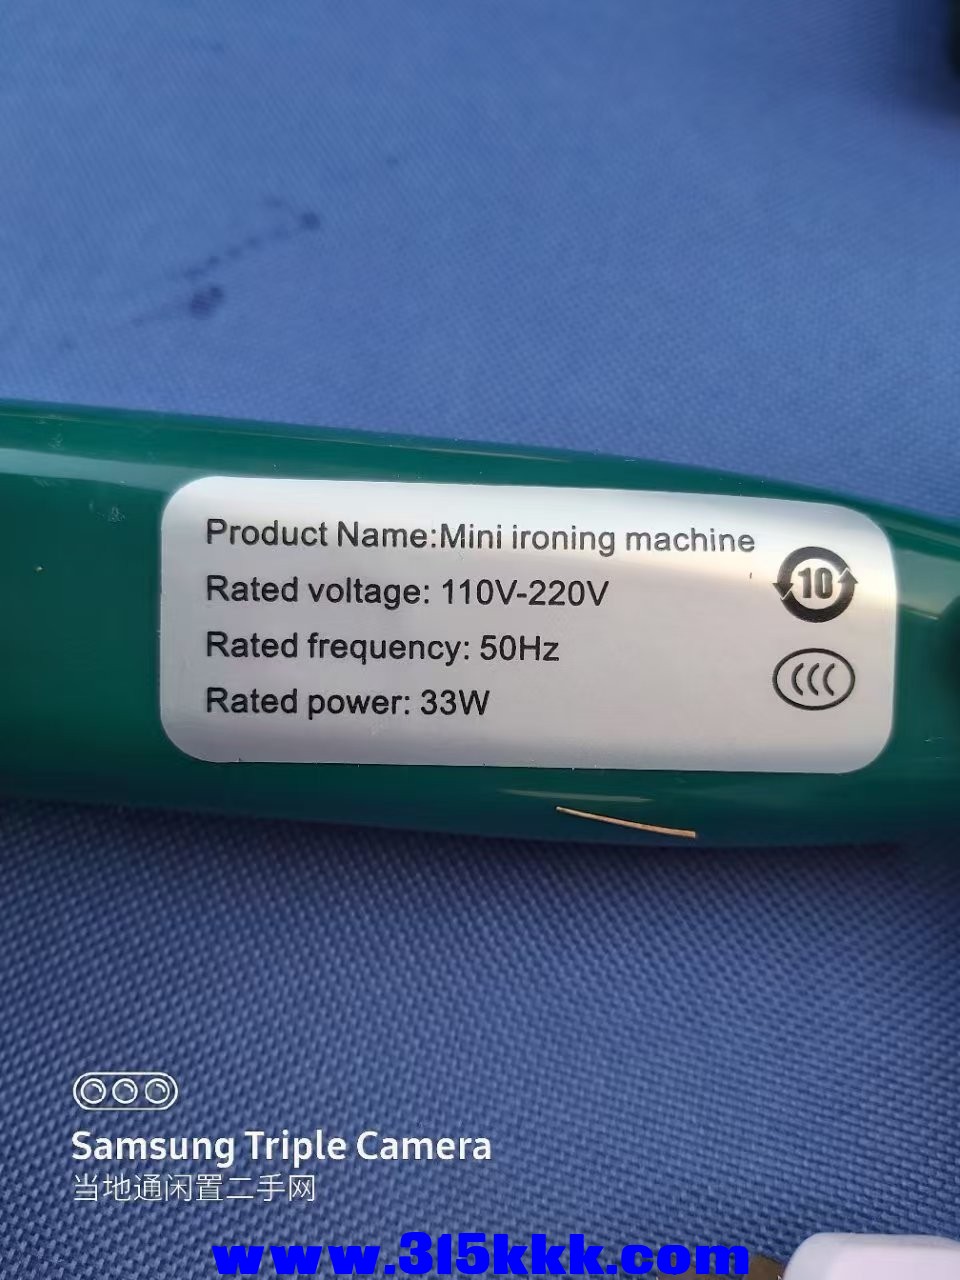 Product Name:Mini ironing machine
Rated voltage: 110V-220V
10
Rated frequency: 50Hz
Rated power: 33W
Samsung Triple Camera
当地通闲置二手网
www.315kkk.com